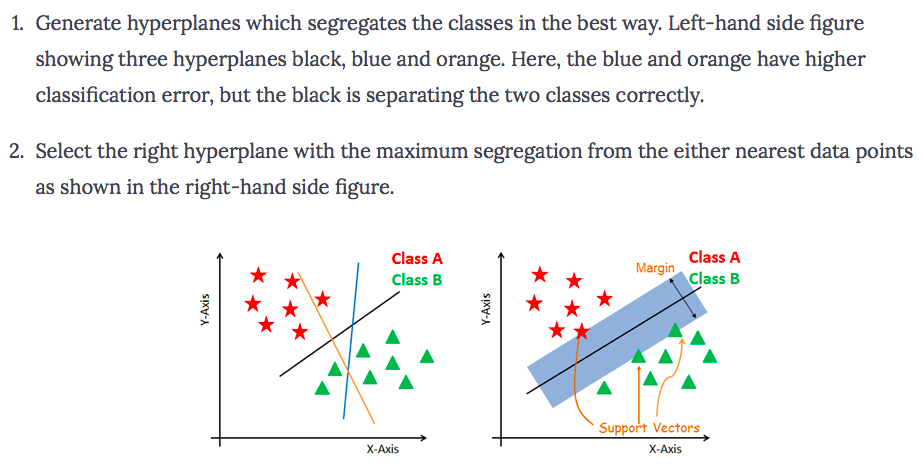 1. Generate hyperplanes which segregates the classes in the best way. Left-hand side figure
showing three hyperplanes black, blue and orange. Here, the blue and orange have higher
classification error, but the black is separating the two classes correctly.
2. Select the right hyperplane with the maximum segregation from the either nearest data points
as shown in the right-hand side figure.
Class A
Class B
Y-Axis
X-Axis
Class A
Margin
Class B
Y-Axis
Support Vectors
X-Axis